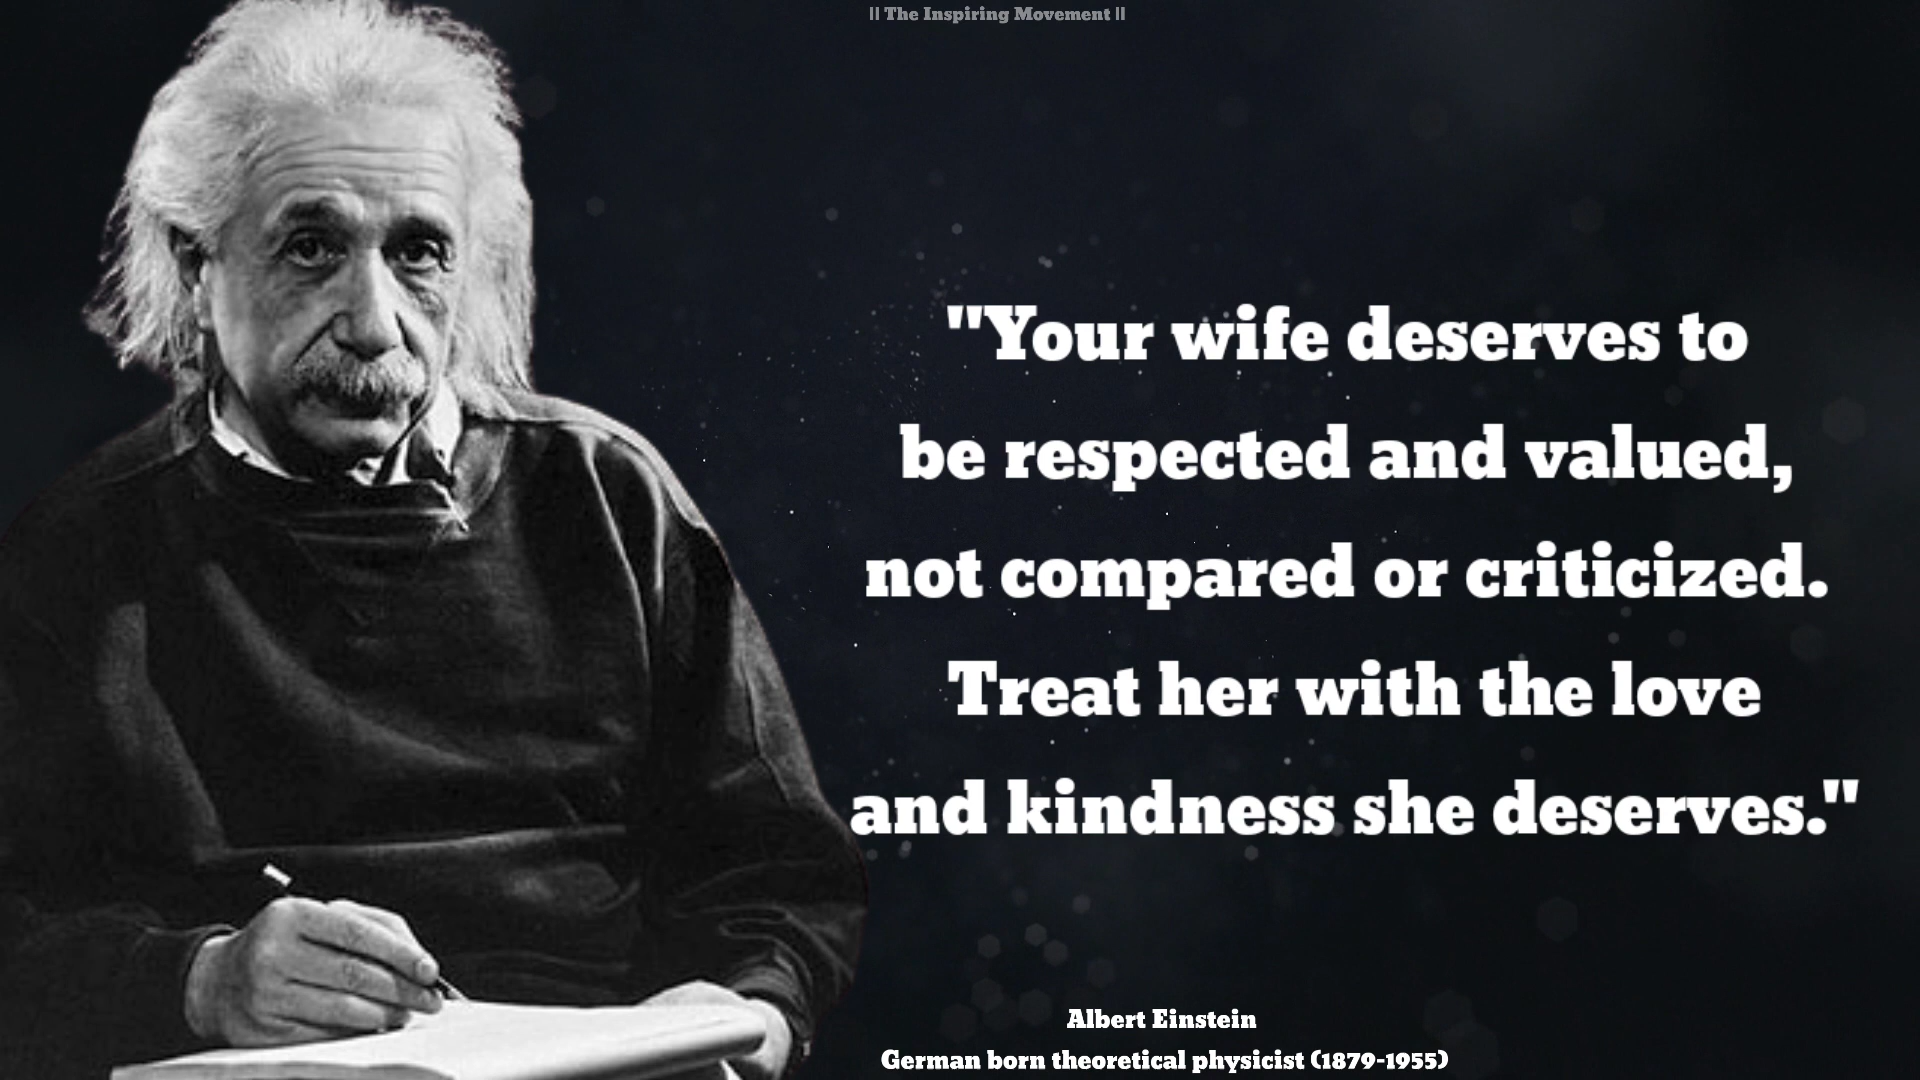 || The Inspiring Movement ||
"Your wife deserves to
be respected and valued,
not compared or criticized.
Treat her with the love
and kindness she deserves."
Albert Einstein
German born theoretical physicist (1879-1955)